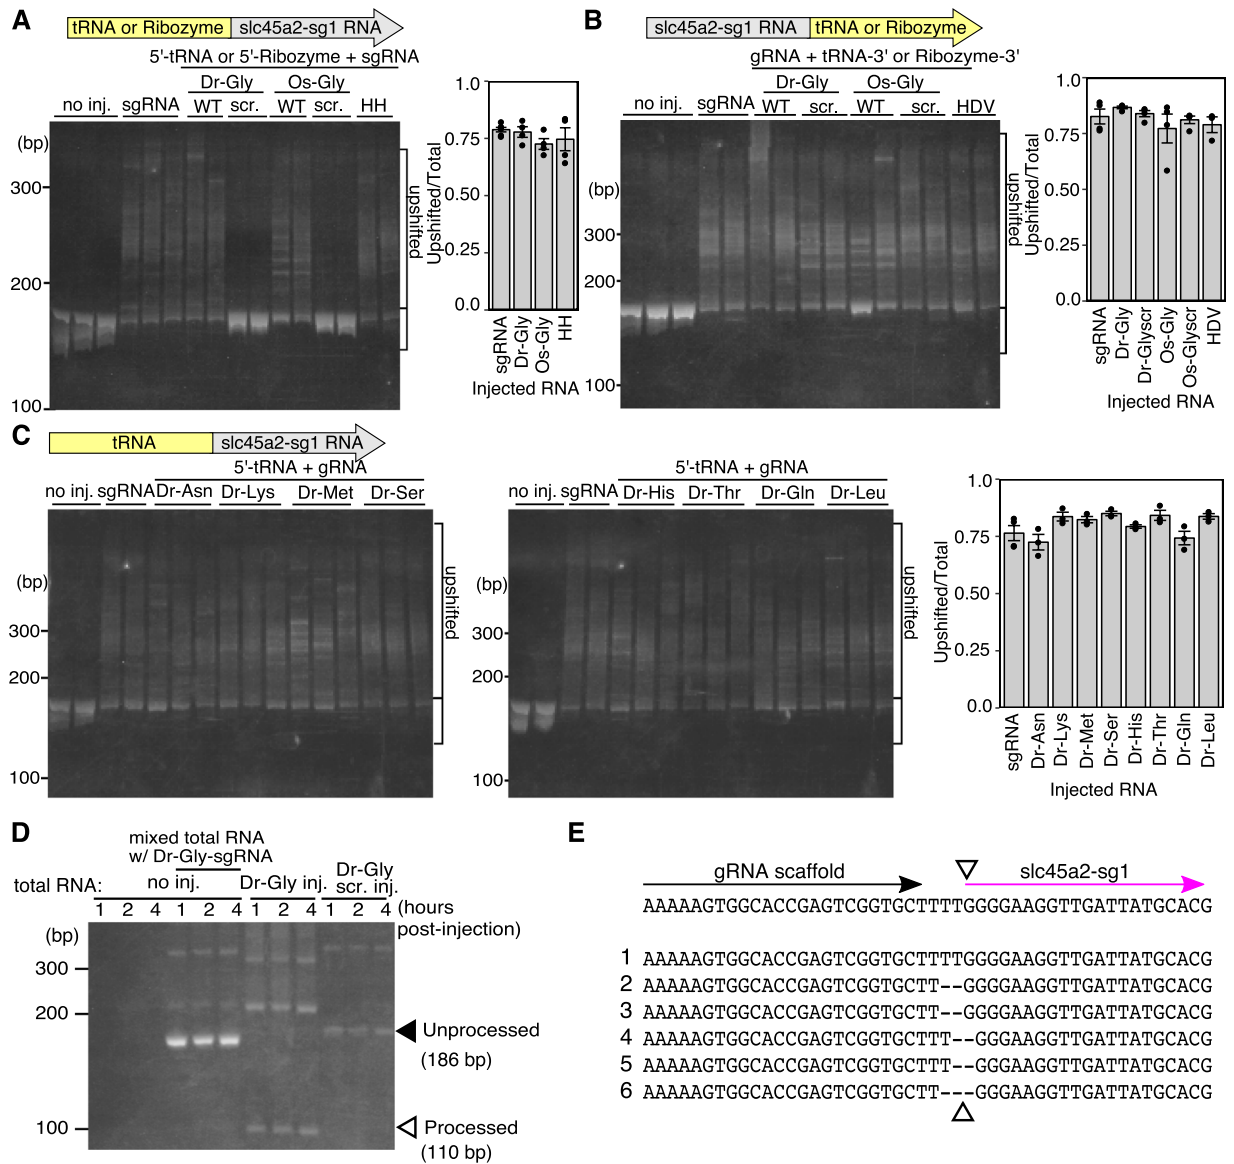 A
tRNA or Ribozyme slc45a2-sg1 RNA
5'-tRNA or 5'-Ribozyme + sgRNA
Dr-Gly Os-Gly
no inj. sgRNA WT scr. WT scr. HH
(bp)
300
200
100
upshifted
Upshifted/Total
1.0
0.75
0.50
0.25
0.0
sgRNA
Dr-Gly
Os-Gly
HH
Injected RNA
B
slc45a2-sg1 RNA tRNA or Ribozyme
gRNA + tRNA-3' or Ribozyme-3'
Dr-Gly Os-Gly
no inj. sgRNA WT scr. WT scr. HDV
(bp)
300
200
100
upshifted
Upshifted/Total
1.0
0.75
0.50
0.25
0.0
sgRNA
Dr-Gly
Dr-Glyscr
Os-Gly
Os-Glyscr
HDV
Injected RNA
C
tRNA slc45a2-sg1 RNA
5'-tRNA + gRNA
no inj. sgRNA Dr-Asn Dr-Lys Dr-Met Dr-Ser
(bp)
300
200
100
upshifted
5'-tRNA + gRNA
no inj. sgRNA Dr-His Dr-Thr Dr-Gln Dr-Leu
(bp)
300
200
100
upshifted
Upshifted/Total
1.0
0.75
0.50
0.25
0.0
sgRNA
Dr-Asn
Dr-Lys
Dr-Met
Dr-Ser
Dr-His
Dr-Thr
Dr-Gln
Dr-Leu
Injected RNA
D
mixed total RNA
w/ Dr-Gly-sgRNA
total RNA: no inj. Dr-Gly inj. Dr-Gly
scr. inj.
1 2 4 1 2 4 1 2 4 1 2 4 (hours
post-injection)
(bp)
300
200
100
Unprocessed
(186 bp)
Processed
(110 bp)
E
gRNA scaffold slc45a2-sg1
AAAAAGTGGCACCGAGTCGGTGCTTTTGGGGAAGGTTGATTATGCACG
1 AAAAAGTGGCACCGAGTCGGTGCTTTTGGGGAAGGTTGATTATGCACG
2 AAAAAGTGGCACCGAGTCGGTGCTT--GGGGAAGGTTGATTATGCACG
3 AAAAAGTGGCACCGAGTCGGTGCTT--GGGGAAGGTTGATTATGCACG
4 AAAAAGTGGCACCGAGTCGGTGCTTT--GGGAAGGTTGATTATGCACG
5 AAAAAGTGGCACCGAGTCGGTGCTTT--GGGAAGGTTGATTATGCACG
6 AAAAAGTGGCACCGAGTCGGTGCTT---GGGAAGGTTGATTATGCACG